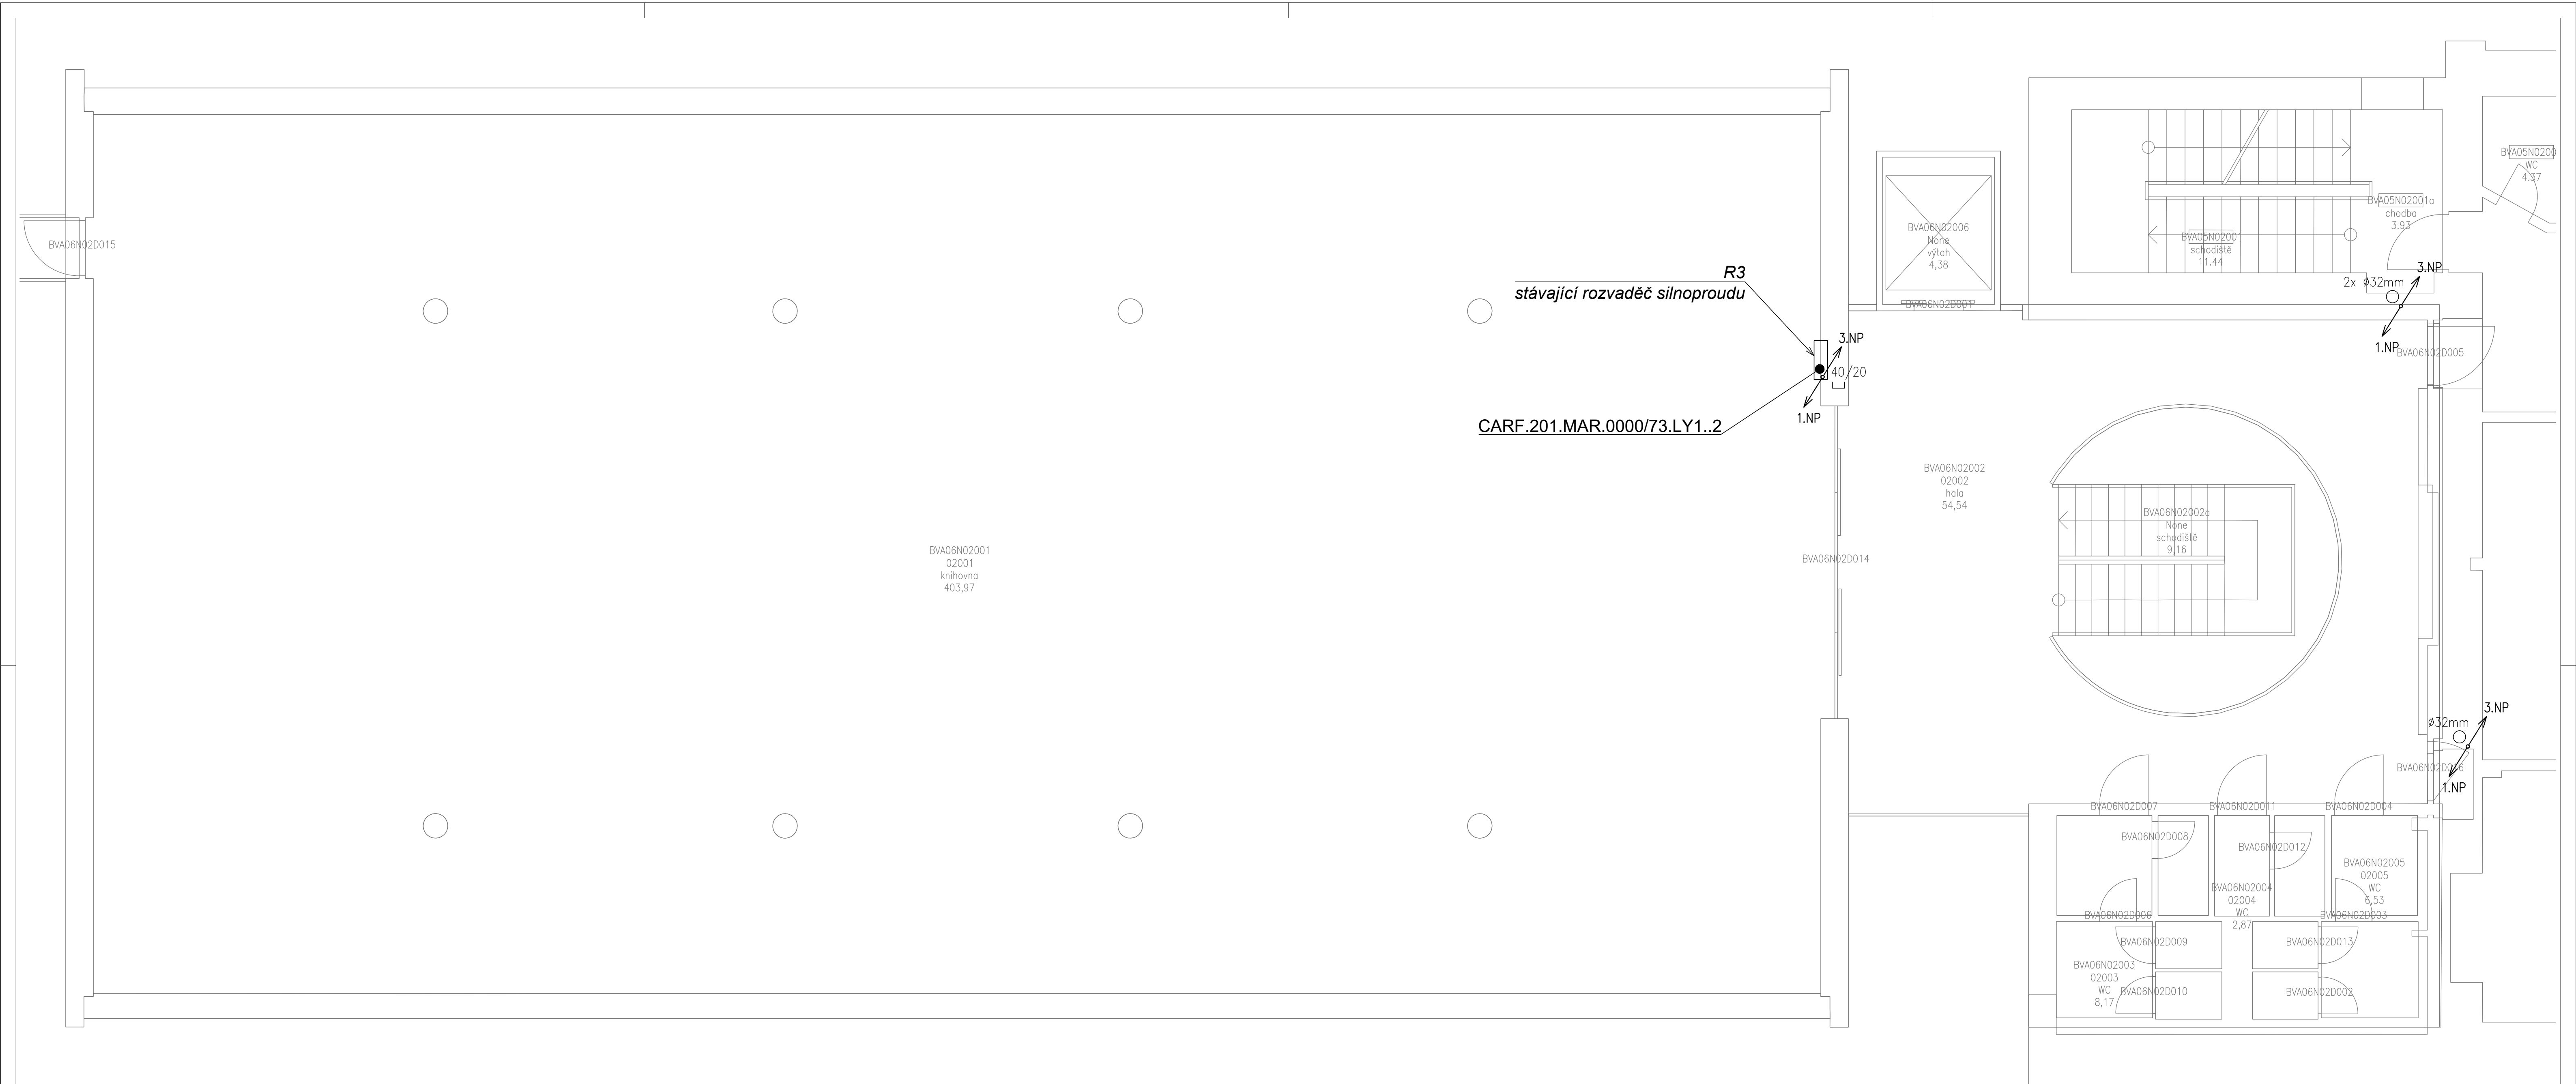 BVA06N02D015
R3
stávající rozvaděč silnoproudu
CARF.201.MAR.0000/73.LY1..2
3.NP
40/20
1.NP
BVA06N02001
02001
knihovna
403,97
BVA06N02006
None
výtah
4,38
BVA06N02D001
BVA05N02001
schodiště
11.44
BVA05N02001a
chodba
3.93
BVA05N0200
WC
4.37
2x ø32mm
3.NP
1.NP
BVA06N02D005
BVA06N02002
02002
hala
54,54
BVA06N02D014
BVA06N02002a
None
schodiště
9,16
ø32mm
3.NP
1.NP
BVA06N02D016
BVA06N02D007
BVA06N02D011
BVA06N02D004
BVA06N02D008
BVA06N02D012
BVA06N02005
02005
WC
6,53
BVA06N02004
02004
WC
2,87
BVA06N02D006
BVA06N02D003
BVA06N02D009
BVA06N02D013
BVA06N02003
02003
WC
8,17
BVA06N02D010
BVA06N02D002